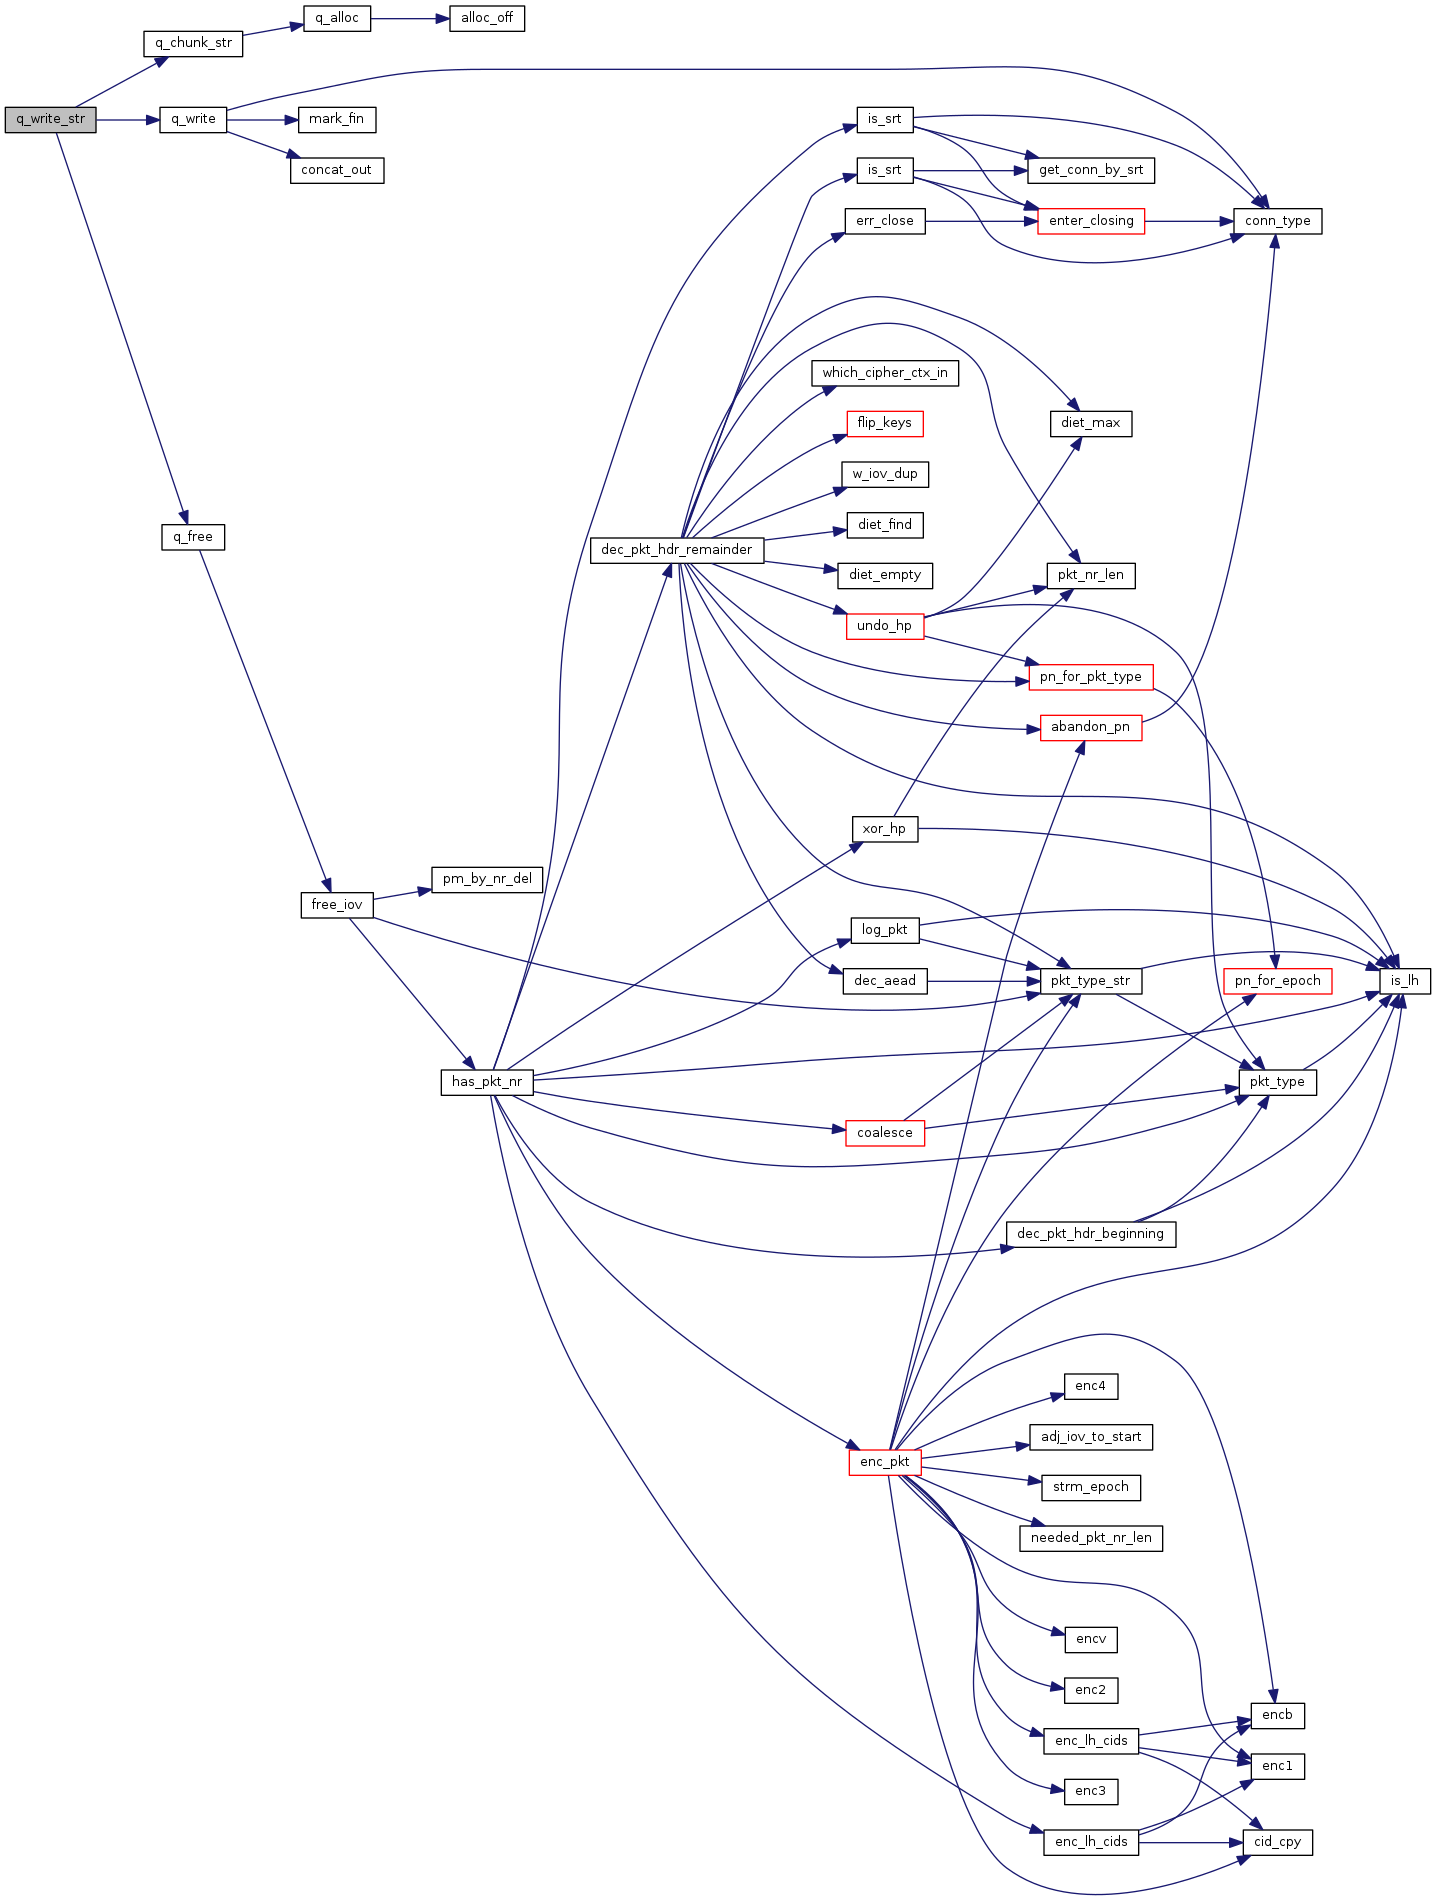 q_alloc
alloc_off
q_chunk_str
q_write_str
q_write
mark_fin
is_srt
concat_out
is_srt
get_conn_by_srt
err_close
enter_closing
conn_type
which_cipher_ctx_in
flip_keys
diet_max
w_iov_dup
diet_find
q_free
dec_pkt_hdr_remainder
diet_empty
pkt_nr_len
undo_hp
pn_for_pkt_type
abandon_pn
xor_hp
pm_by_nr_del
free_iov
log_pkt
dec_aead
pkt_type_str
pn_for_epoch
is_lh
has_pkt_nr
pkt_type
coalesce
dec_pkt_hdr_beginning
enc4
adj_iov_to_start
enc_pkt
strm_epoch
needed_pkt_nr_len
encv
enc2
encb
enc_lh_cids
enc1
enc3
enc_lh_cids
cid_cpy